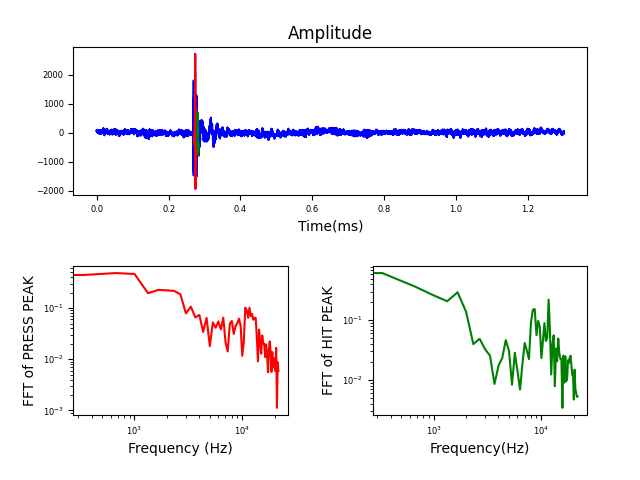 Amplitude
2000
1000
0
−1000
−2000
0.0 0.2 0.4 0.6 0.8 1.0 1.2
Time(ms)
FFT of PRESS PEAK
10⁻¹
10⁻²
10⁻³
10³ 10⁴
Frequency (Hz)
FFT of HIT PEAK
10⁻¹
10⁻²
10³ 10⁴
Frequency(Hz)